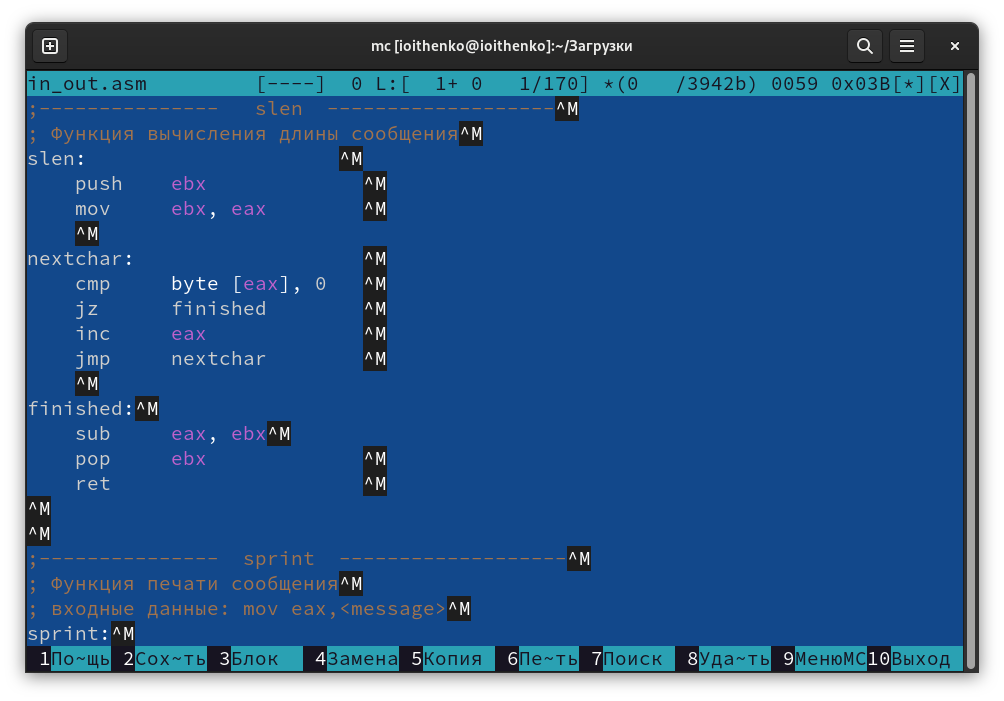 mc [ioithenko@ioithenko]:~/Загрузки
in_out.asm [----] 0 L:[ 1+ 0 1/170] *(0 /3942b) 0059 0x03B[*][X]
;--------------- slen -------------------^M
; Функция вычисления длины сообщения^M
slen: ^M
push ebx ^M
mov ebx, eax ^M
^M
nextchar: ^M
cmp byte [eax], 0 ^M
jz finished ^M
inc eax ^M
jmp nextchar ^M
^M
finished:^M
sub eax, ebx^M
pop ebx ^M
ret ^M
^M
^M
;--------------- sprint -------------------^M
; Функция печати сообщения^M
; входные данные: mov eax,<message>^M
sprint:^M
1По~щь 2Сох~ть 3Блок 4Замена 5Копия 6Пе~ть 7Поиск 8Уда~ть 9МенюMC 10Выход